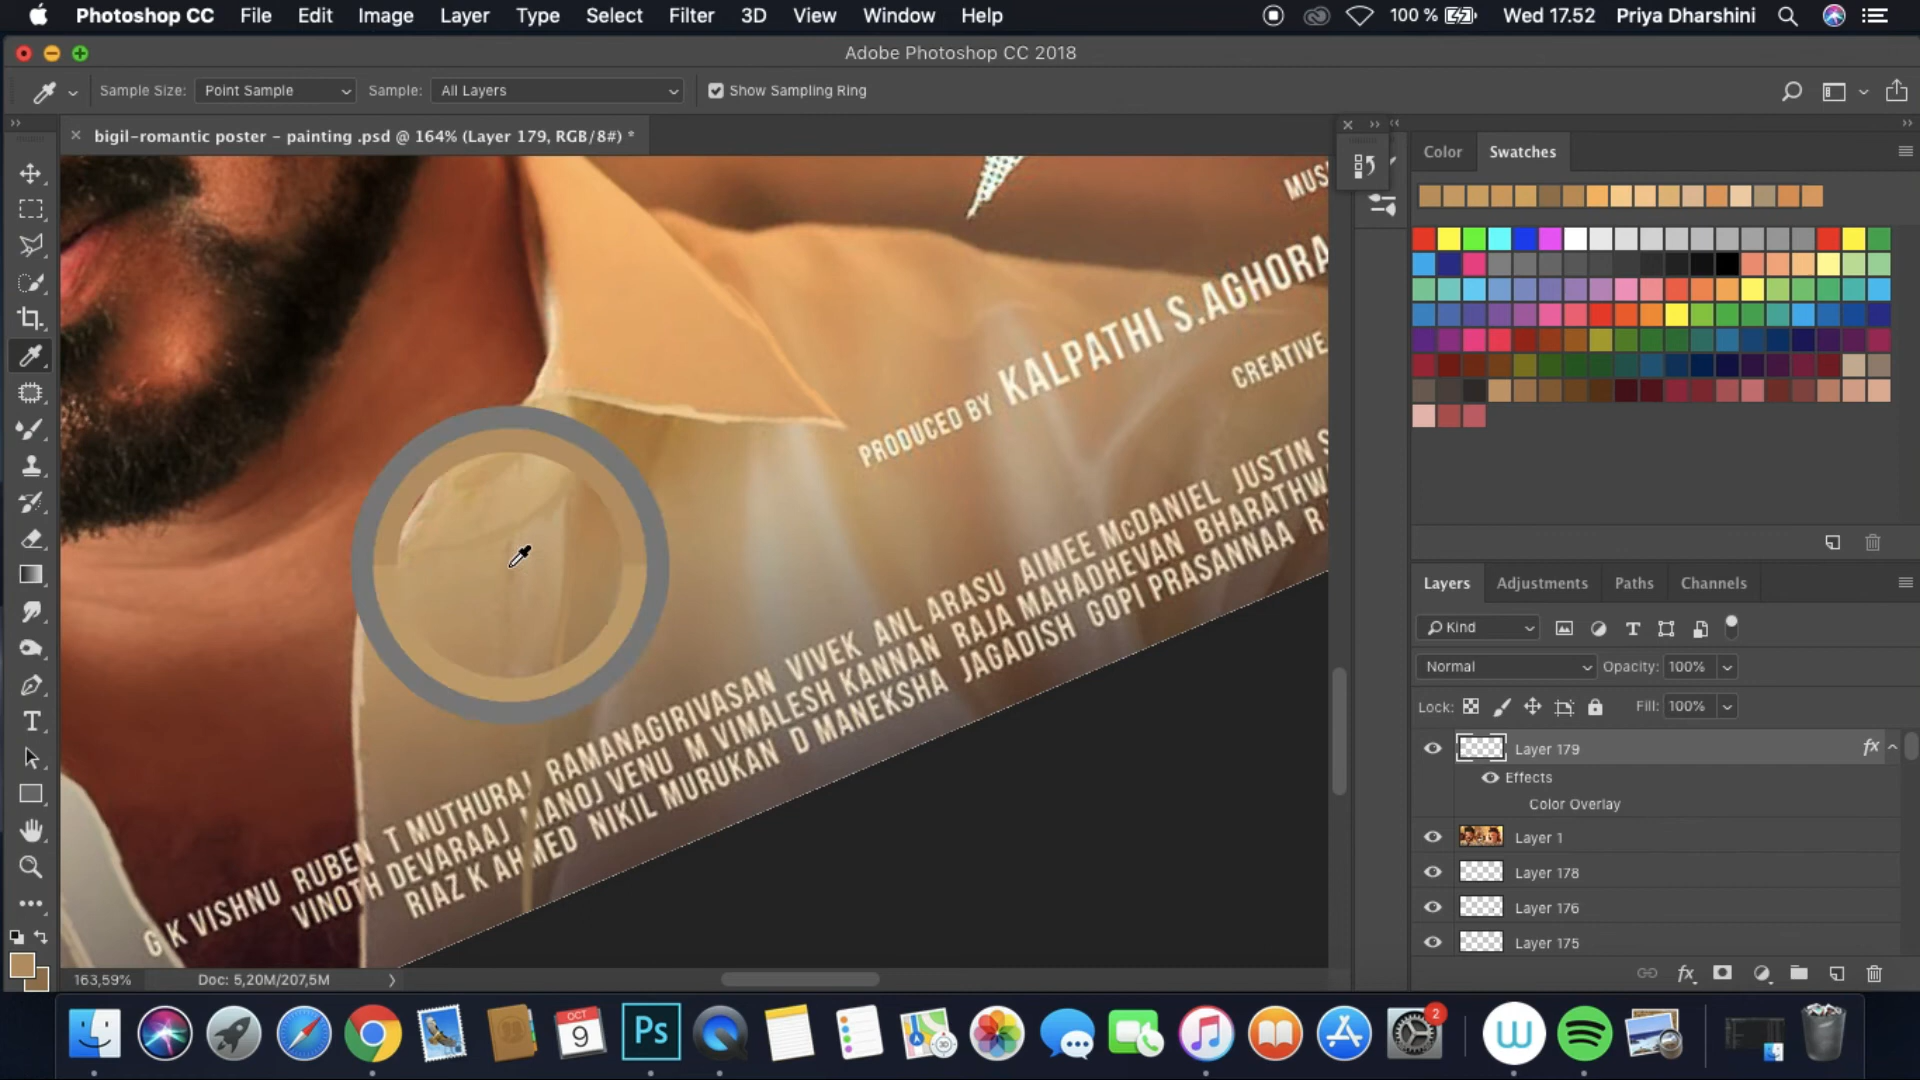 Photoshop CC File Edit Image Layer Type Select Filter 3D View Window Help 100 % Wed 17.52 Priya Dharshini
Adobe Photoshop CC 2018
Sample Size: Point Sample Sample: All Layers Show Sampling Ring
bigil-romantic poster – painting .psd @ 164% (Layer 179, RGB/8#) *
Color Swatches
PRODUCED BY KALPATHI S.AGHORA
CREATIVE
G K VISHNU RUBEN T MUTHURAJ RAMANAGIRIVASAN VIVEK ANL ARASU AIMEE McDANIEL JUSTIN S
VINOTH DEVARAAJ MANOJ VENU M VIMALESH KANNAN RAJA MAHADHEVAN BHARATHW
RIAZ K AHMED NIKIL MURUKAN D MANEKSHA JAGADISH GOPI PRASANNAA R
MUS
Layers Adjustments Paths Channels
Kind
Normal Opacity: 100%
Lock: Fill: 100%
Layer 179 fx
Effects
Color Overlay
Layer 1
Layer 178
Layer 176
Layer 175
fx
163,59% Doc: 5,20M/207,5M
OCT
9
Ps
3D
2
W